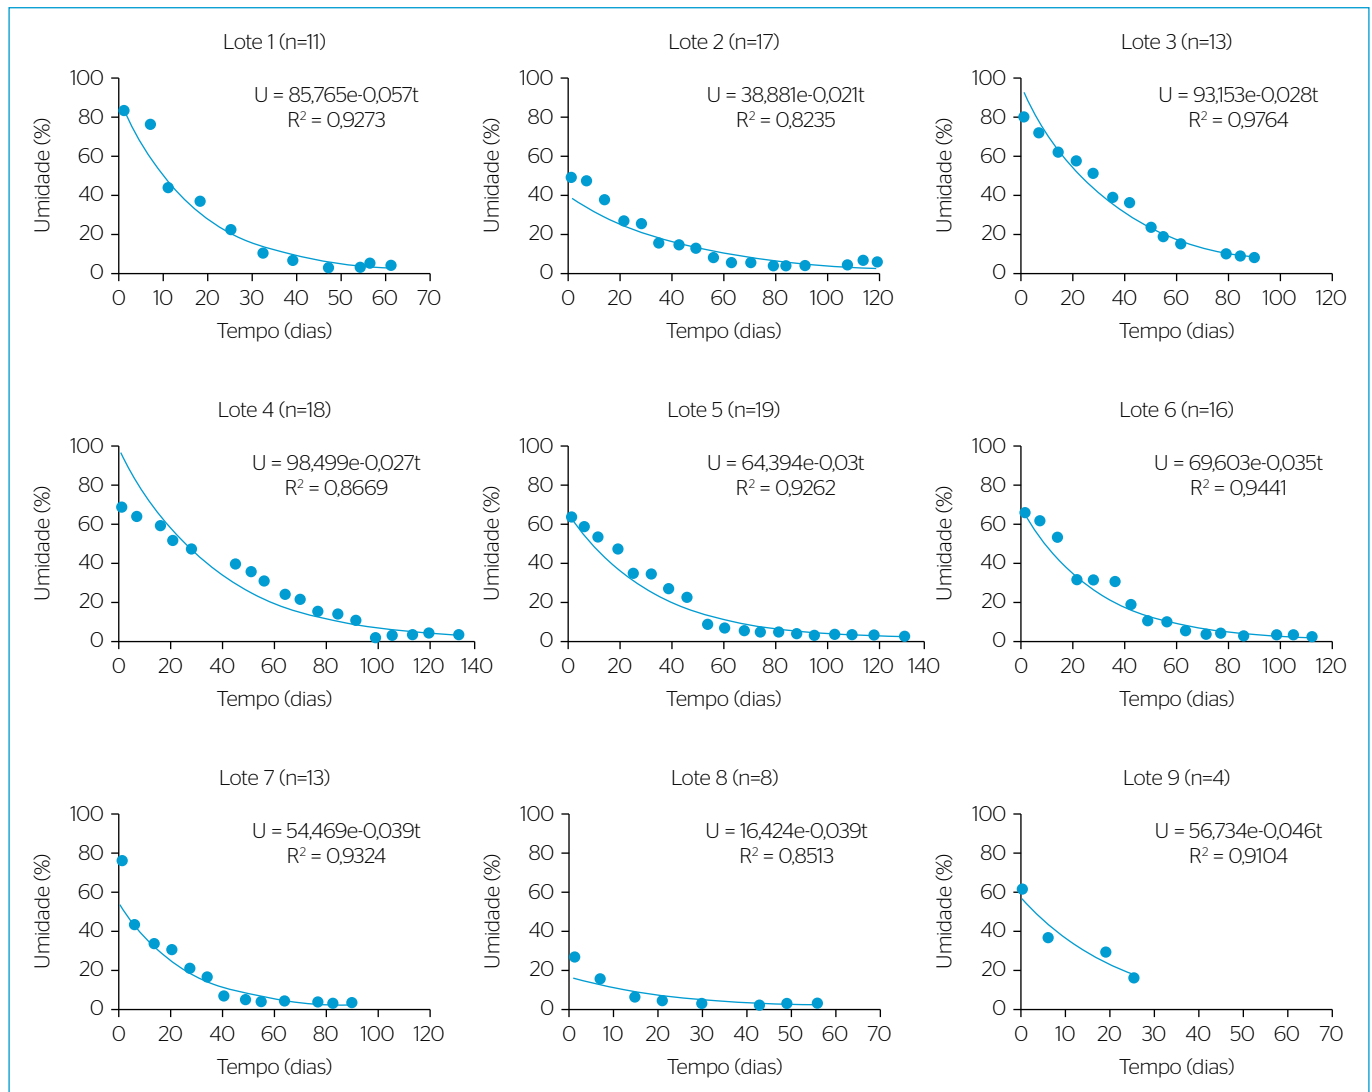 Lote 1 (n=11)
U = 85,765e-0,057t
R² = 0,9273
Umidade (%)
100
80
60
40
20
0
0 10 20 30 40 50 60 70
Tempo (dias)
Lote 2 (n=17)
U = 38,881e-0,021t
R² = 0,8235
Umidade (%)
100
80
60
40
20
0
0 20 40 60 80 100 120
Tempo (dias)
Lote 3 (n=13)
U = 93,153e-0,028t
R² = 0,9764
Umidade (%)
100
80
60
40
20
0
0 20 40 60 80 100 120
Tempo (dias)
Lote 4 (n=18)
U = 98,499e-0,027t
R² = 0,8669
Umidade (%)
100
80
60
40
20
0
0 20 40 60 80 100 120 140
Tempo (dias)
Lote 5 (n=19)
U = 64,394e-0,03t
R² = 0,9262
Umidade (%)
100
80
60
40
20
0
0 20 40 60 80 100 120 140
Tempo (dias)
Lote 6 (n=16)
U = 69,603e-0,035t
R² = 0,9441
Umidade (%)
100
80
60
40
20
0
0 20 40 60 80 100 120
Tempo (dias)
Lote 7 (n=13)
U = 54,469e-0,039t
R² = 0,9324
Umidade (%)
100
80
60
40
20
0
0 20 40 60 80 100 120
Tempo (dias)
Lote 8 (n=8)
U = 16,424e-0,039t
R² = 0,8513
Umidade (%)
100
80
60
40
20
0
0 10 20 30 40 50 60 70
Tempo (dias)
Lote 9 (n=4)
U = 56,734e-0,046t
R² = 0,9104
Umidade (%)
100
80
60
40
20
0
0 10 20 30 40 50 60 70
Tempo (dias)